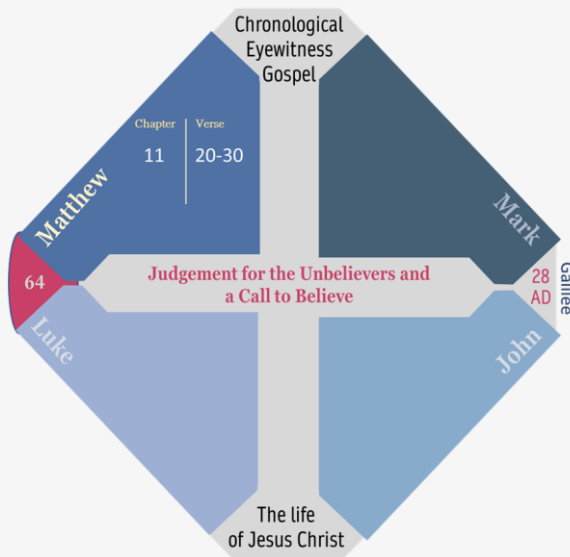 Chronological
Eyewitness
Gospel
Chapter
Verse
11
20-30
Matthew
Mark
64
Judgement for the Unbelievers and
a Call to Believe
28
AD
Galilee
Luke
John
The life
of Jesus Christ